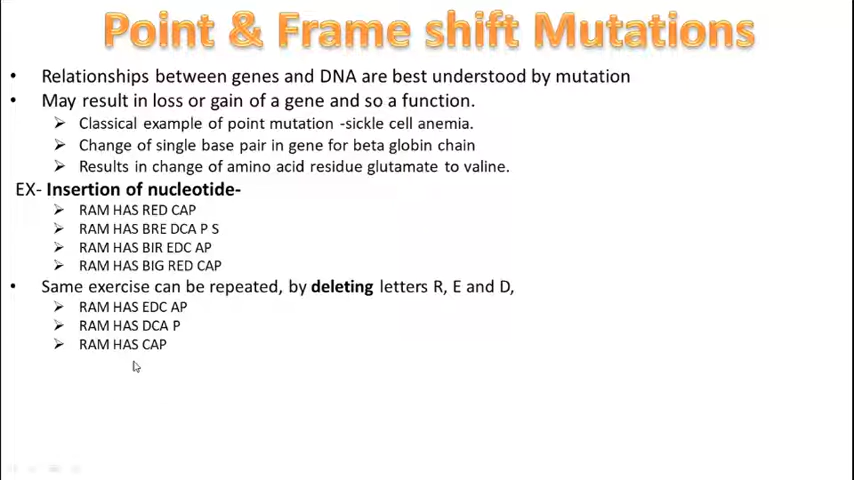 Point & Frame shift Mutations
• Relationships between genes and DNA are best understood by mutation
• May result in loss or gain of a gene and so a function.
➢ Classical example of point mutation -sickle cell anemia.
➢ Change of single base pair in gene for beta globin chain
➢ Results in change of amino acid residue glutamate to valine.
EX- Insertion of nucleotide-
➢ RAM HAS RED CAP
➢ RAM HAS BRE DCA P S
➢ RAM HAS BIR EDC AP
➢ RAM HAS BIG RED CAP
• Same exercise can be repeated, by deleting letters R, E and D,
➢ RAM HAS EDC AP
➢ RAM HAS DCA P
➢ RAM HAS CAP